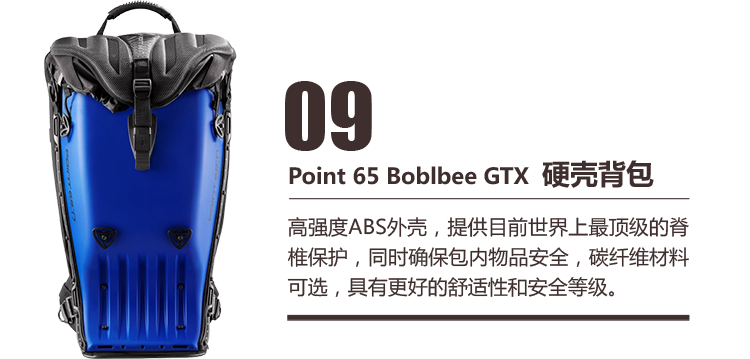 09
Point 65 Boblbee GTX 硬壳背包
高强度ABS外壳，提供目前世界上最顶级的脊
椎保护，同时确保包内物品安全，碳纤维材料
可选，具有更好的舒适性和安全等级。